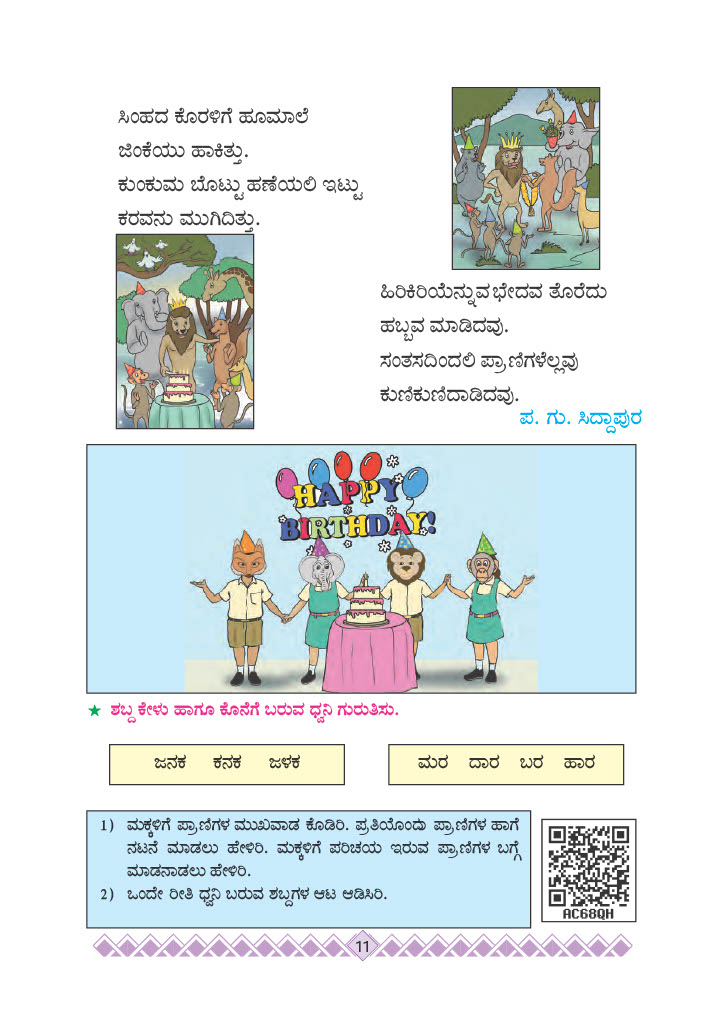 ಸಿಂಹದ ಕೊರಳಿಗೆ ಹೂಮಾಲೆ
ಜಿಂಕೆಯು ಹಾಕಿತ್ತು.
ಕುಂಕುಮ ಬೊಟ್ಟು ಹಣೆಯಲಿ ಇಟ್ಟು
ಕರವನು ಮುಗಿದಿತ್ತು.
ಹಿರಿಕಿರಿಯೆನ್ನುವ ಭೇದವ ತೊರೆದು
ಹಬ್ಬವ ಮಾಡಿದವು.
ಸಂತಸದಿಂದಲಿ ಪ್ರಾಣಿಗಳೆಲ್ಲವು
ಕುಣಿಕುಣಿದಾಡಿದವು.
ಪ. ಗು. ಸಿದ್ದಾಪುರ
HAPPY
BIRTHDAY!
★ ಶಬ್ದ ಕೇಳು ಹಾಗೂ ಕೊನೆಗೆ ಬರುವ ಧ್ವನಿ ಗುರುತಿಸು.
ಜನಕ ಕನಕ ಜಳಕ
ಮರ ದಾರ ಬರ ಹಾರ
1) ಮಕ್ಕಳಿಗೆ ಪ್ರಾಣಿಗಳ ಮುಖವಾಡ ಕೊಡಿರಿ. ಪ್ರತಿಯೊಂದು ಪ್ರಾಣಿಗಳ ಹಾಗೆ
ನಟನೆ ಮಾಡಲು ಹೇಳಿರಿ. ಮಕ್ಕಳಿಗೆ ಪರಿಚಯ ಇರುವ ಪ್ರಾಣಿಗಳ ಬಗ್ಗೆ
ಮಾತನಾಡಲು ಹೇಳಿರಿ.
2) ಒಂದೇ ರೀತಿ ಧ್ವನಿ ಬರುವ ಶಬ್ದಗಳ ಆಟ ಆಡಿಸಿರಿ.
AC68QH
11